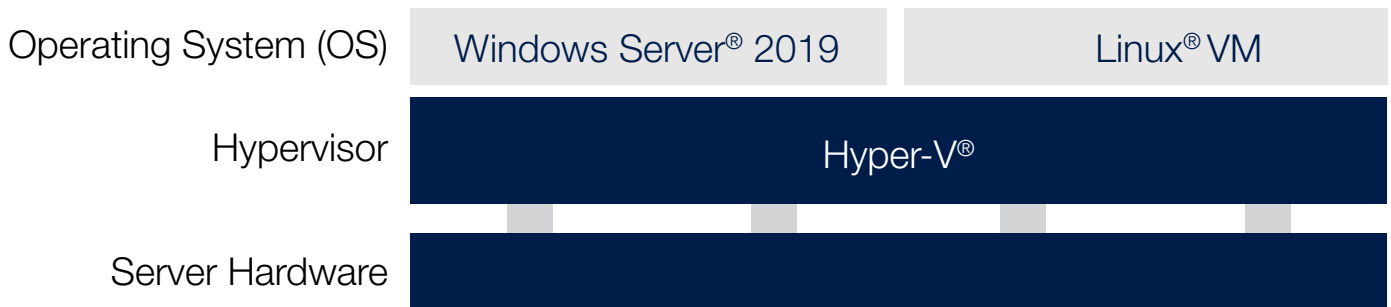 Operating System (OS)
Windows Server® 2019
Linux® VM
Hypervisor
Hyper-V®
Server Hardware